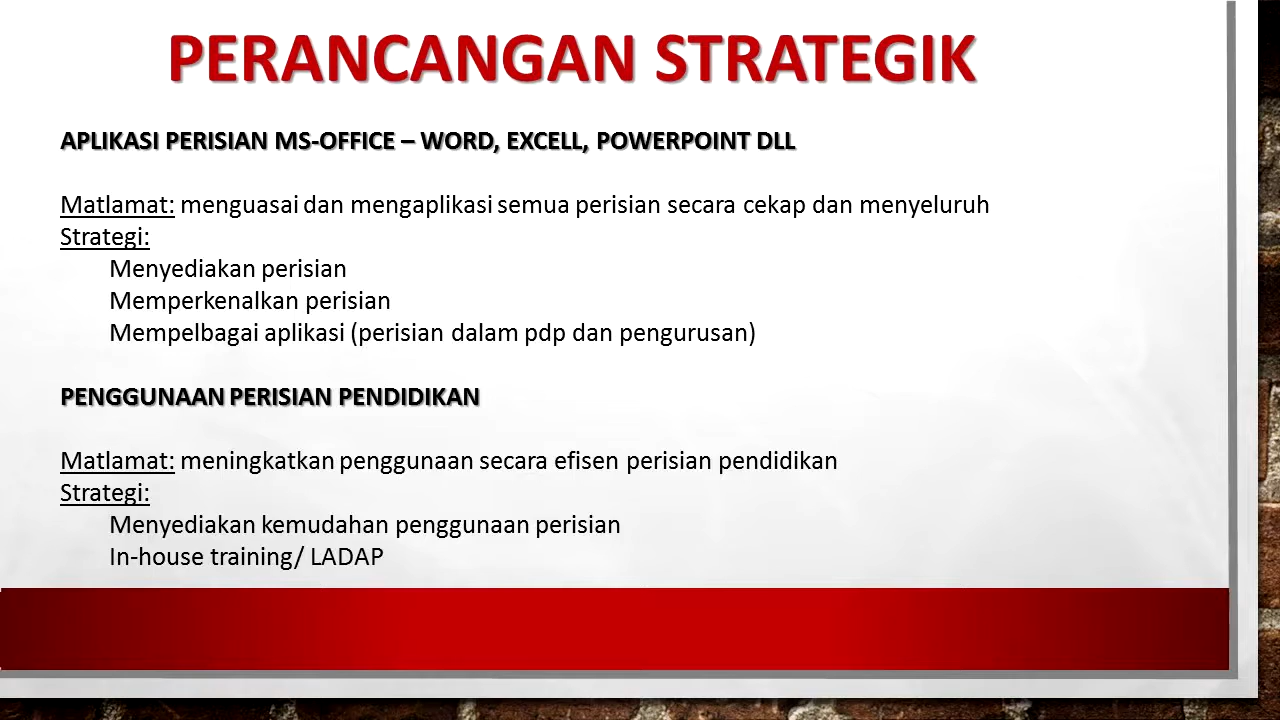 PERANCANGAN STRATEGIK
APLIKASI PERISIAN MS-OFFICE – WORD, EXCELL, POWERPOINT DLL
Matlamat: menguasai dan mengaplikasi semua perisian secara cekap dan menyeluruh
Strategi:
Menyediakan perisian
Memperkenalkan perisian
Mempelbagai aplikasi (perisian dalam pdp dan pengurusan)
PENGGUNAAN PERISIAN PENDIDIKAN
Matlamat: meningkatkan penggunaan secara efisen perisian pendidikan
Strategi:
Menyediakan kemudahan penggunaan perisian
In-house training/ LADAP